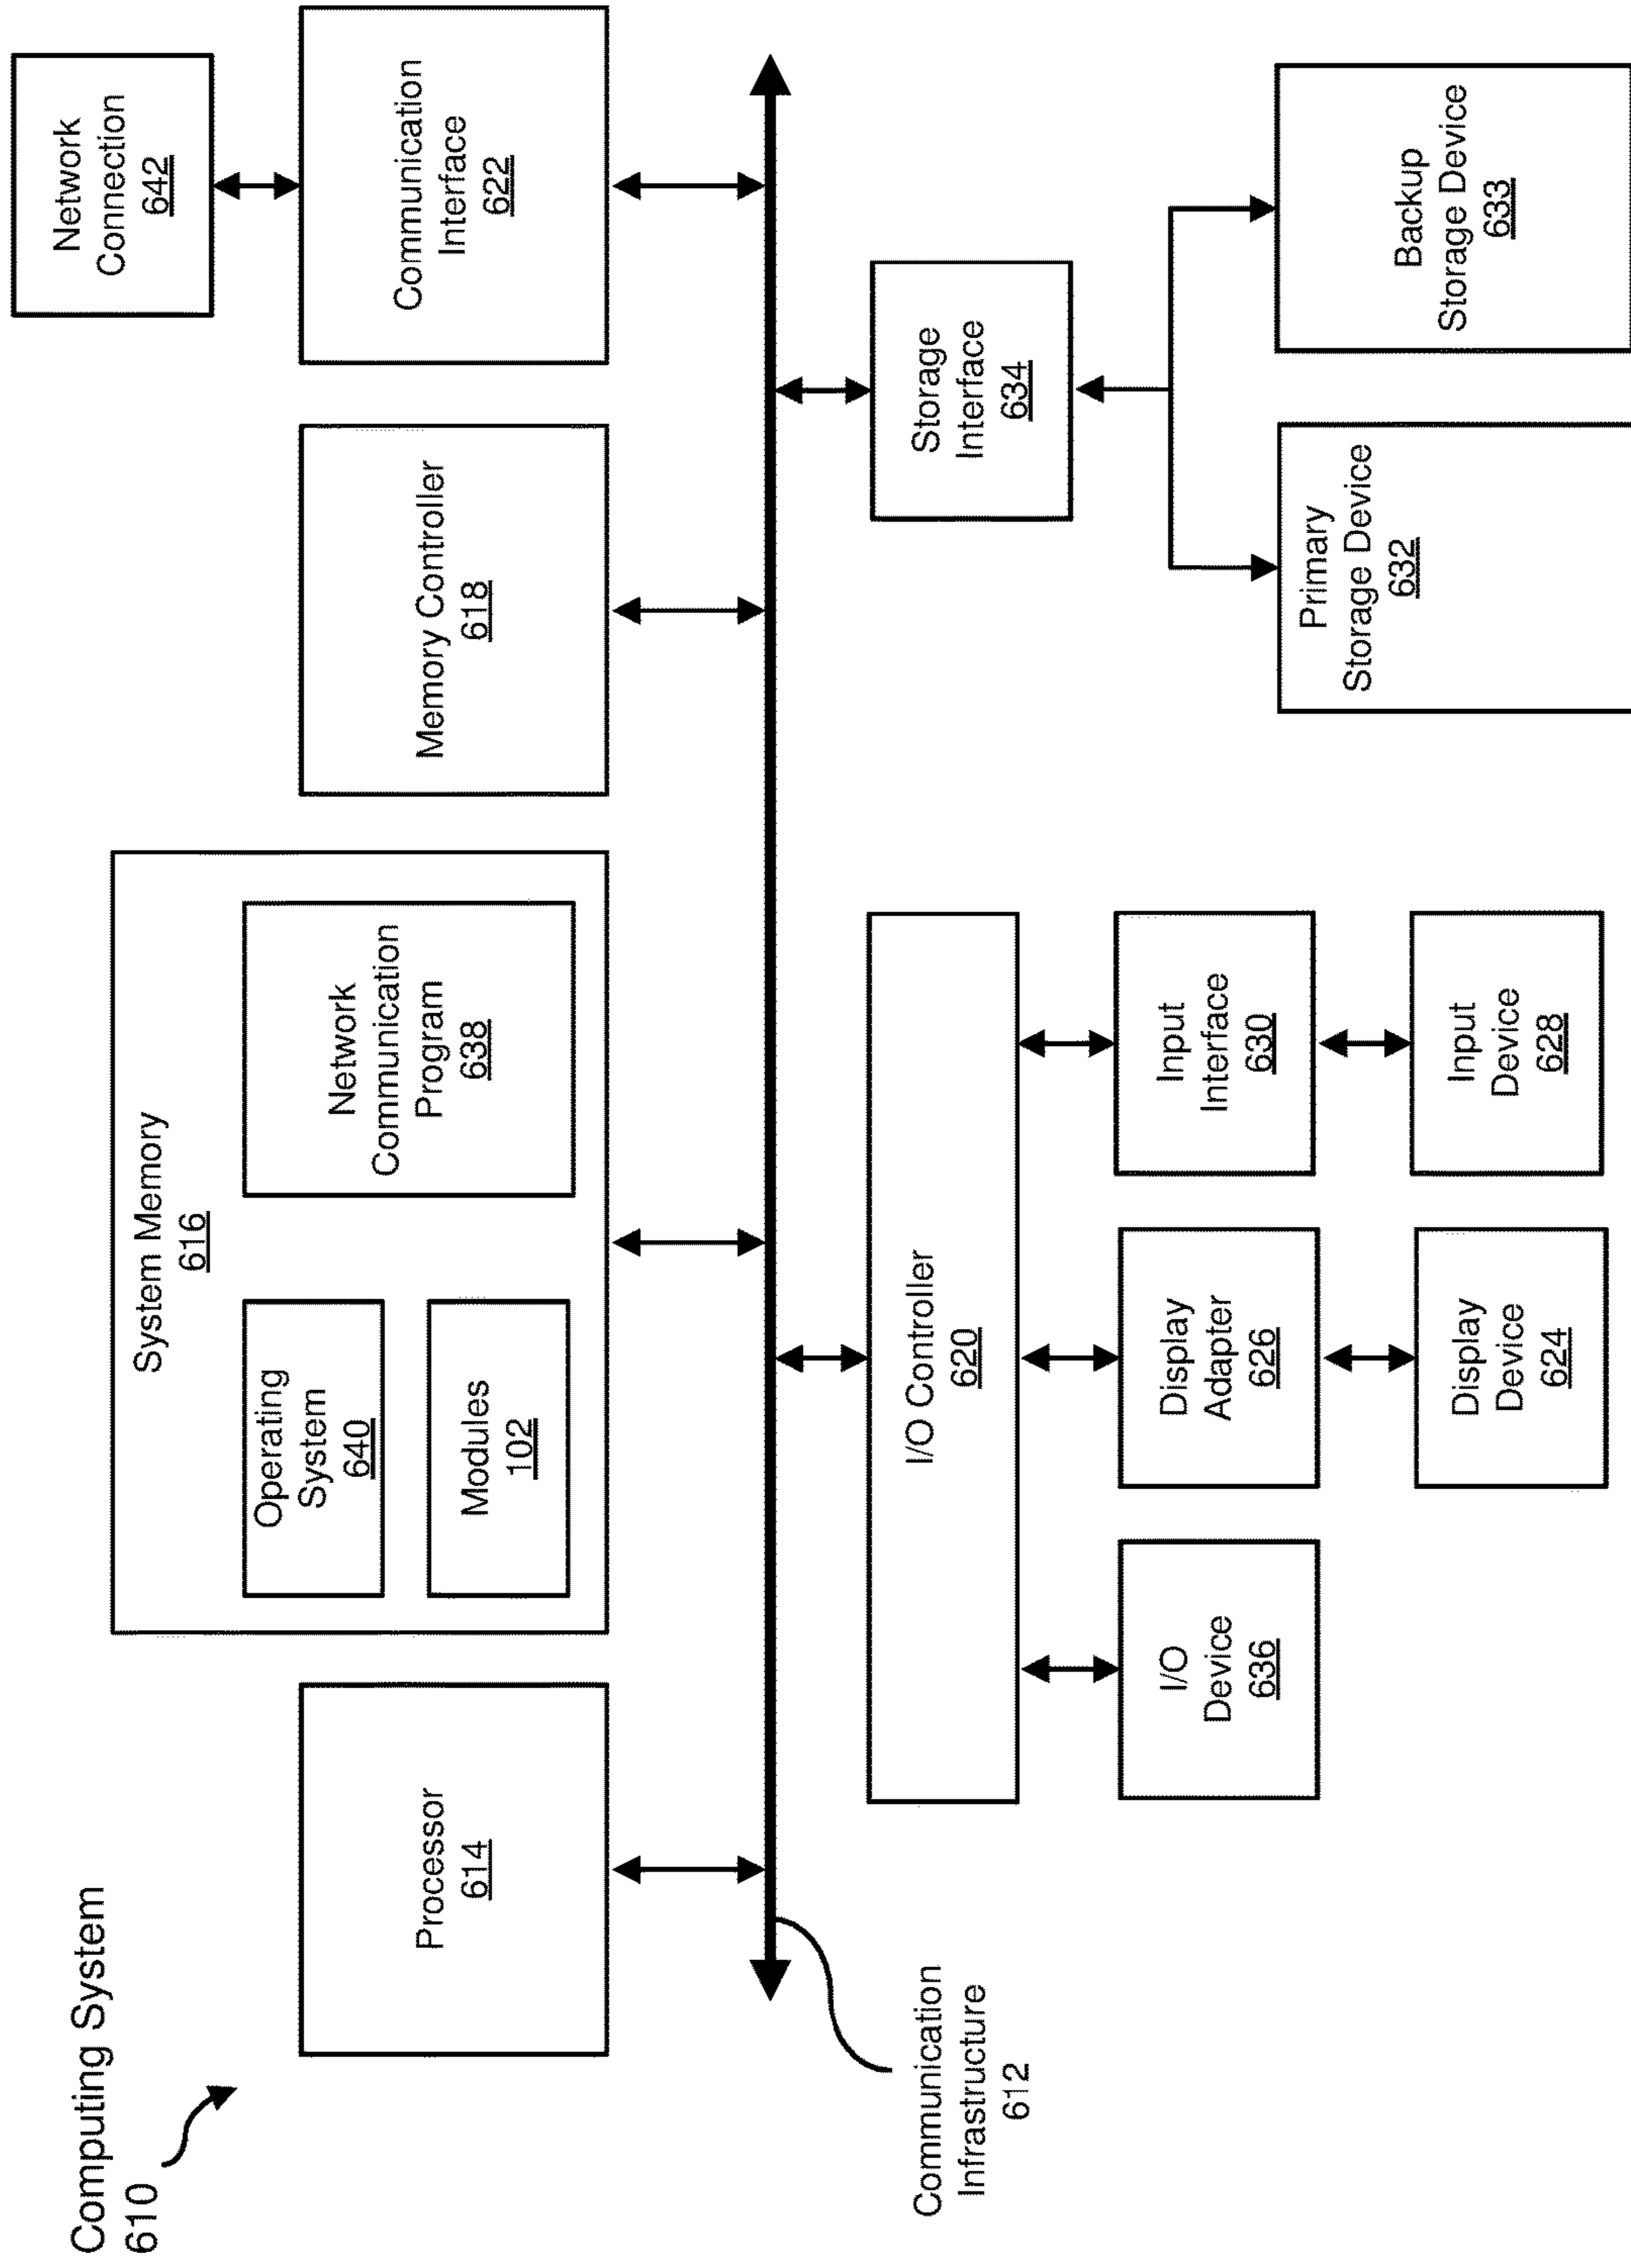 Computing System
610
Processor
614
System Memory
616
Operating
System
640
Modules
102
Network
Communication
Program
638
Memory Controller
618
Communication
Interface
622
Network
Connection
642
Communication
Infrastructure
612
I/O Controller
620
I/O
Device
636
Display
Adapter
626
Display
Device
624
Input
Interface
630
Input
Device
628
Storage
Interface
634
Primary
Storage Device
632
Backup
Storage Device
633